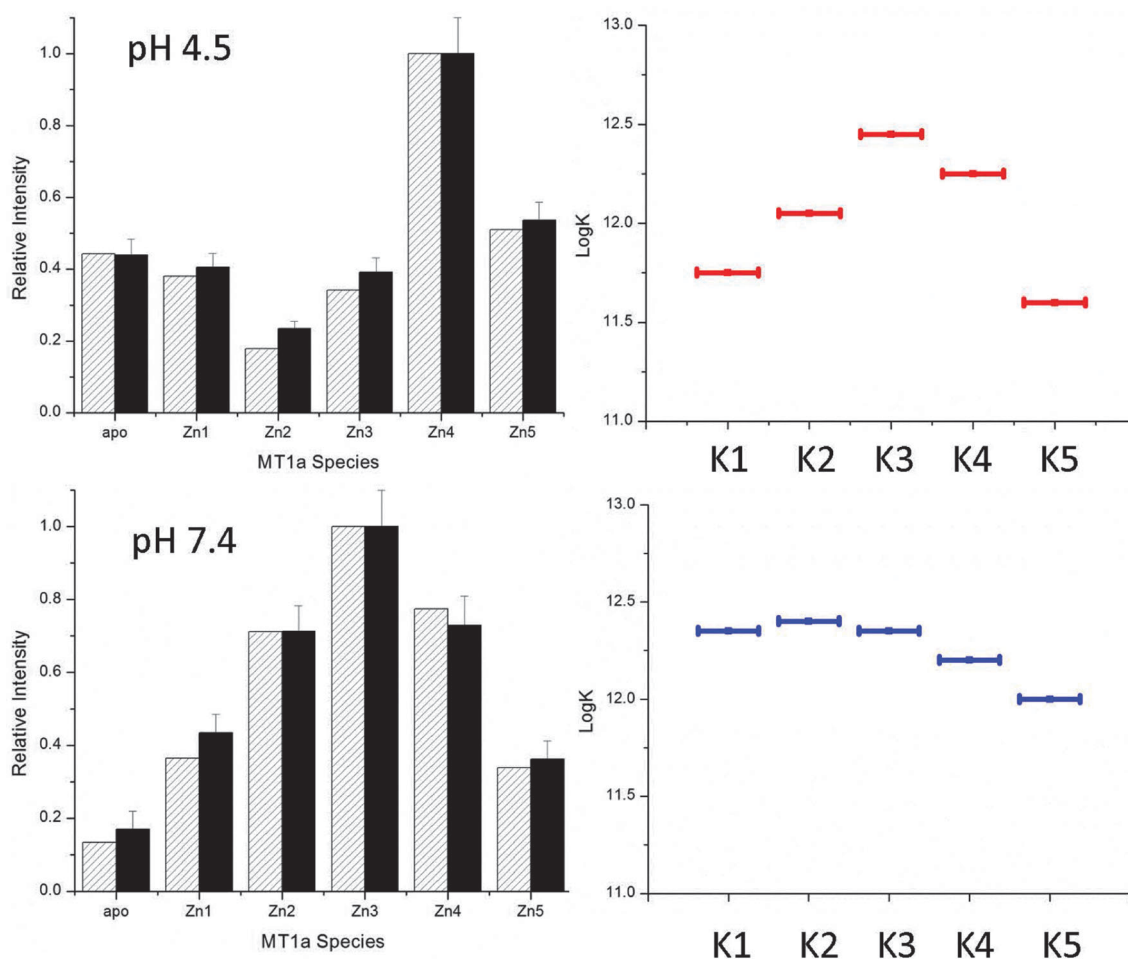 pH 4.5
Relative Intensity
1.0
0.8
0.6
0.4
0.2
0.0
apo Zn1 Zn2 Zn3 Zn4 Zn5
MT1a Species
LogK
13.0
12.5
12.0
11.5
11.0
K1 K2 K3 K4 K5
pH 7.4
Relative Intensity
1.0
0.8
0.6
0.4
0.2
0.0
apo Zn1 Zn2 Zn3 Zn4 Zn5
MT1a Species
LogK
13.0
12.5
12.0
11.5
11.0
K1 K2 K3 K4 K5